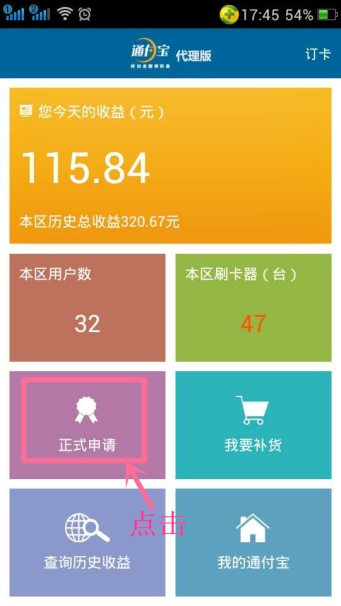 1 2 17:45 54%
通付宝 代理版 订卡
您今天的收益（元）
115.84
本区历史总收益320.67元
本区用户数 本区刷卡器（台）
32 47
正式申请 我要补货
点击
查询历史收益 我的通付宝